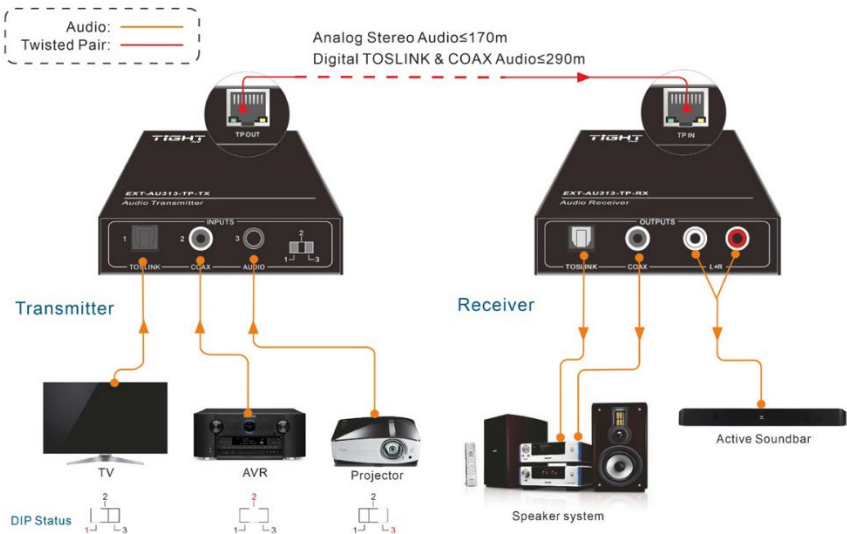 Audio:
Twisted Pair:
Analog Stereo Audio≤170m
Digital TOSLINK & COAX Audio≤290m
TP OUT
TP IN
TIGHT
TIGHT
EXT-AU313-TP-TX
Audio Transmitter
INPUTS
1 2 3 2
1 3
TOSLINK COAX AUDIO
EXT-AU313-TP-RX
Audio Receiver
OUTPUTS
TOSLINK COAX L+R
Transmitter
Receiver
TV
AVR
Projector
Active Soundbar
Speaker system
DIP Status
2 2 2
1 3 1 3 1 3